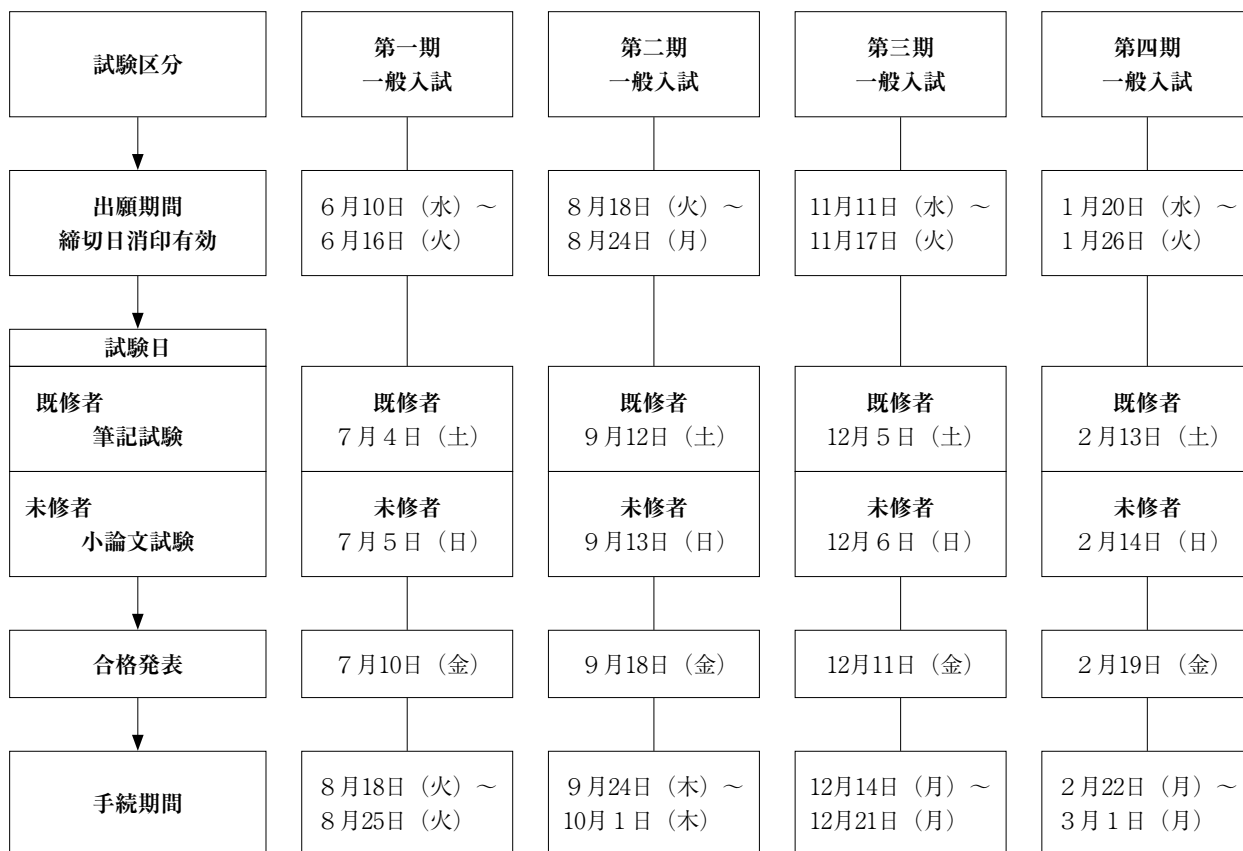 試験区分
第一期
一般入試
第二期
一般入試
第三期
一般入試
第四期
一般入試
出願期間
締切日消印有効
6月10日（水）～
6月16日（火）
8月18日（火）～
8月24日（月）
11月11日（水）～
11月17日（火）
1月20日（水）～
1月26日（火）
試験日
既修者
筆記試験
既修者
7月4日（土）
既修者
9月12日（土）
既修者
12月5日（土）
既修者
2月13日（土）
未修者
小論文試験
未修者
7月5日（日）
未修者
9月13日（日）
未修者
12月6日（日）
未修者
2月14日（日）
合格発表
7月10日（金）
9月18日（金）
12月11日（金）
2月19日（金）
手続期間
8月18日（火）～
8月25日（火）
9月24日（木）～
10月1日（木）
12月14日（月）～
12月21日（月）
2月22日（月）～
3月1日（月）